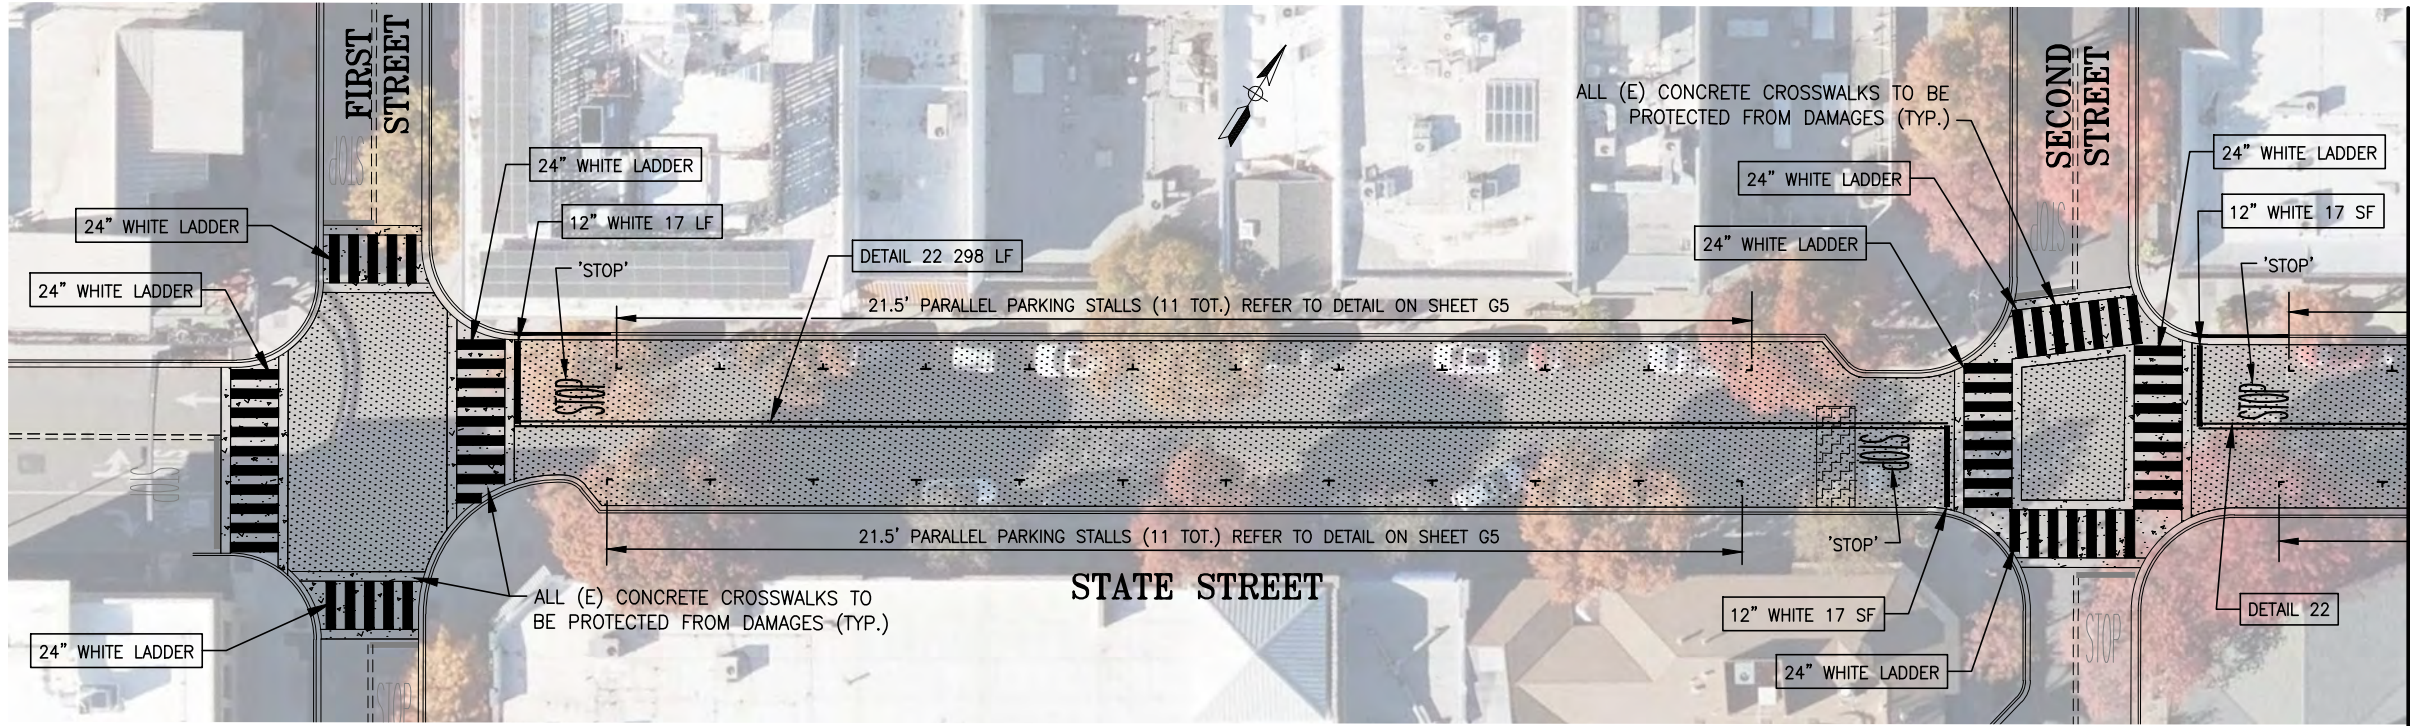 FIRST
STREET
STOP
24” WHITE LADDER
24” WHITE LADDER
24” WHITE LADDER
12” WHITE 17 LF
'STOP'
DETAIL 22 298 LF
21.5' PARALLEL PARKING STALLS (11 TOT.) REFER TO DETAIL ON SHEET G5
STOP
STOP
21.5' PARALLEL PARKING STALLS (11 TOT.) REFER TO DETAIL ON SHEET G5
STATE STREET
ALL (E) CONCRETE CROSSWALKS TO
BE PROTECTED FROM DAMAGES (TYP.)
24” WHITE LADDER
STOP
ALL (E) CONCRETE CROSSWALKS TO BE
PROTECTED FROM DAMAGES (TYP.)
SECOND
STREET
STOP
24” WHITE LADDER
24” WHITE LADDER
24” WHITE LADDER
12” WHITE 17 SF
'STOP'
STOP
STOP
'STOP'
12” WHITE 17 SF
24” WHITE LADDER
DETAIL 22
STOP